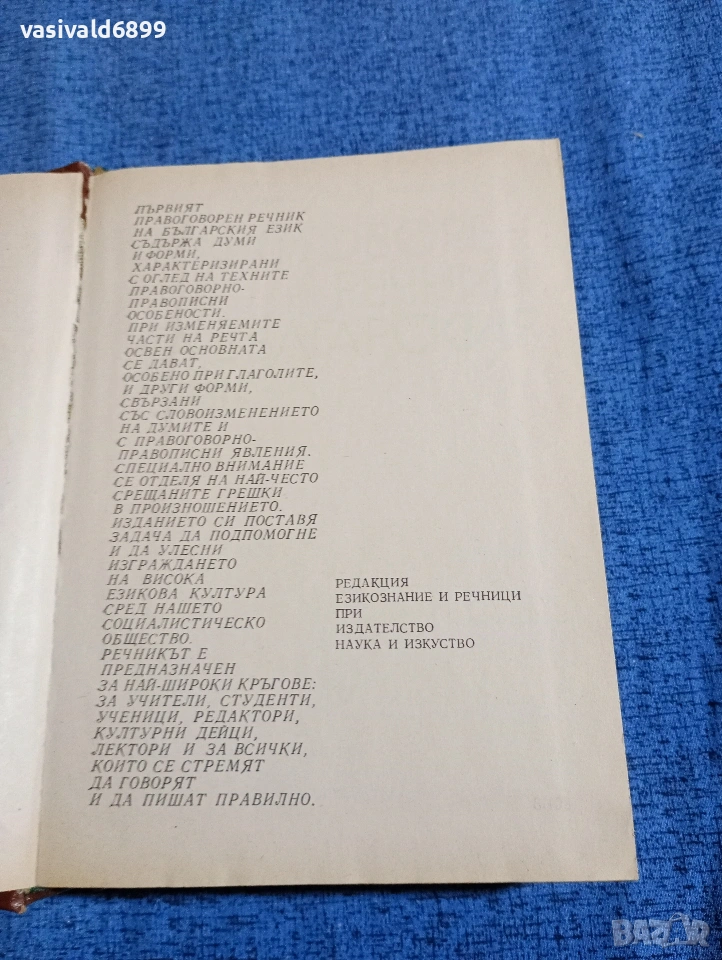 vasivald6899
ПЪРВИЯТ
ПРАВОГОВОРЕН РЕЧНИК
НА БЪЛГАРСКИЯ ЕЗИК
СЪДЪРЖА ДУМИ
И ФОРМИ,
ХАРАКТЕРИЗИРАНИ
С ОГЛЕД НА ТЕХНИТЕ
ПРАВОГОВОРНО-
ПРАВОПИСНИ
ОСОБЕНОСТИ.
ПРИ ИЗМЕНЯЕМИТЕ
ЧАСТИ НА РЕЧТА
ОСВЕН ОСНОВНАТА
СЕ ДАВАТ,
ОСОБЕНО ПРИ ГЛАГОЛИТЕ,
И ДРУГИ ФОРМИ,
СВЪРЗАНИ
СЪС СЛОВОИЗМЕНЕНИЕТО
НА ДУМИТЕ И
С ПРАВОГОВОРНО-
ПРАВОПИСНИ ЯВЛЕНИЯ.
СПЕЦИАЛНО ВНИМАНИЕ
СЕ ОТДЕЛЯ НА НАЙ-ЧЕСТО
СРЕЩАНИТЕ ГРЕШКИ
В ПРОИЗНОШЕНИЕТО.
ИЗДАНИЕТО СИ ПОСТАВЯ
ЗАДАЧА ДА ПОДПОМОГНЕ
И ДА УЛЕСНИ
ИЗГРАЖДАНЕТО
НА ВИСОКА
ЕЗИКОВА КУЛТУРА
СРЕД НАШЕТО
СОЦИАЛИСТИЧЕСКО
ОБЩЕСТВО.
РЕЧНИКЪТ Е
ПРЕДНАЗНАЧЕН
ЗА НАЙ-ШИРОКИ КРЪГОВЕ:
ЗА УЧИТЕЛИ, СТУДЕНТИ,
УЧЕНИЦИ, РЕДАКТОРИ,
КУЛТУРНИ ДЕЙЦИ,
ЛЕКТОРИ И ЗА ВСИЧКИ,
КОИТО СЕ СТРЕМЯТ
ДА ГОВОРЯТ
И ДА ПИШАТ ПРАВИЛНО.
РЕДАКЦИЯ
ЕЗИКОЗНАНИЕ И РЕЧНИЦИ
ПРИ
ИЗДАТЕЛСТВО
НАУКА И ИЗКУСТВО
BAZAR